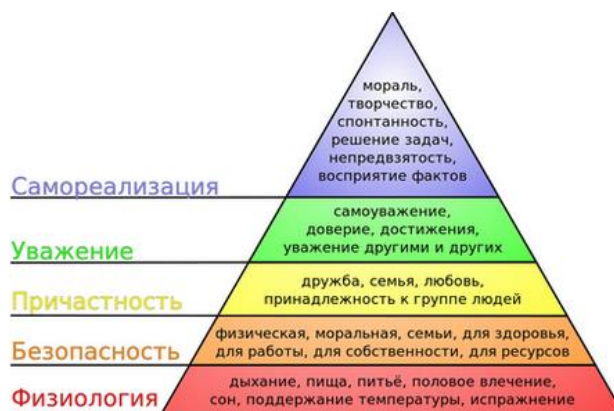 мораль,
творчество,
спонтанность,
решение задач,
непредвзятость,
восприятие фактов
Самореализация
самоуважение,
доверие, достижения,
уважение другими и других
Уважение
дружба, семья, любовь,
принадлежность к группе людей
Причастность
физическая, моральная, семьи, для здоровья,
для работы, для собственности, для ресурсов
Безопасность
дыхание, пища, питьё, половое влечение,
сон, поддержание температуры, испражнение
Физиология